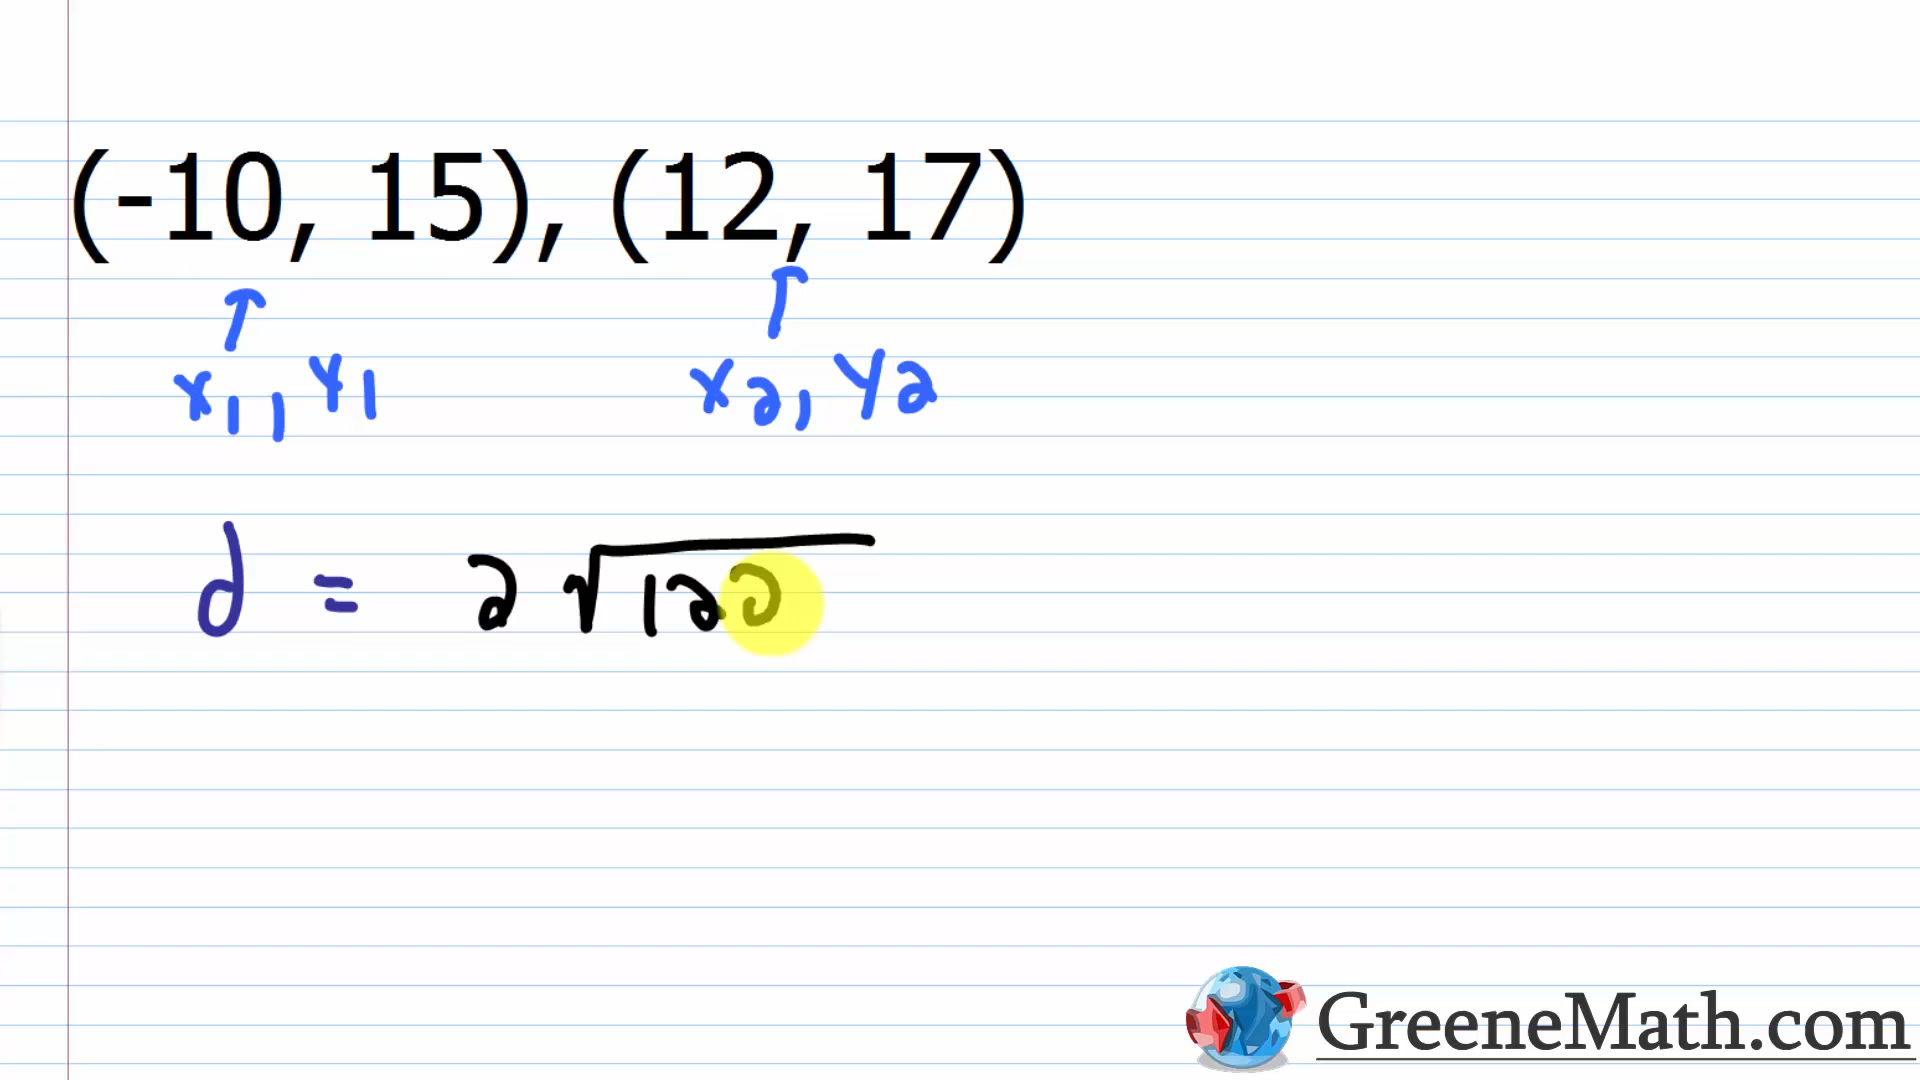 (-10, 15), (12, 17)
x1, y1 x2, y2
d = 2 √122
GreeneMath.com